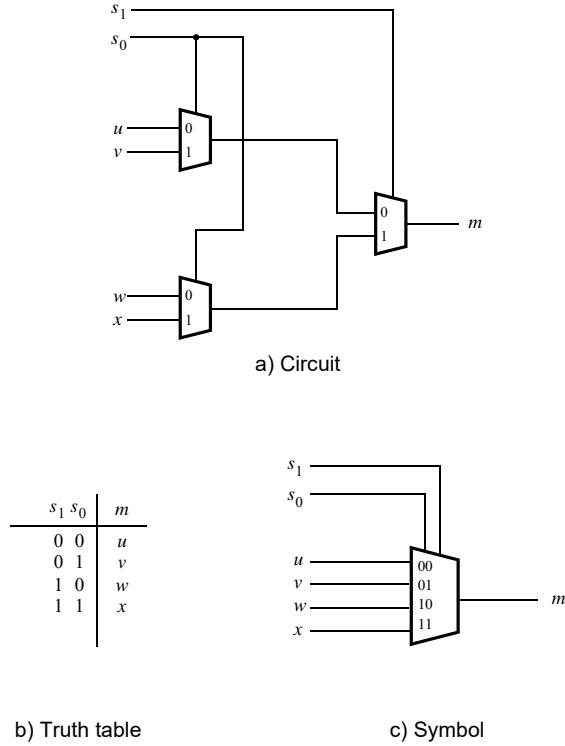 s1
s0
u 0
v 1
0 m
1
w 0
x 1
a) Circuit
s1
s0
s1 s0 m
0 0 u
0 1 v
1 0 w
1 1 x
u 00
v 01
w 10
x 11
m
b) Truth table
c) Symbol